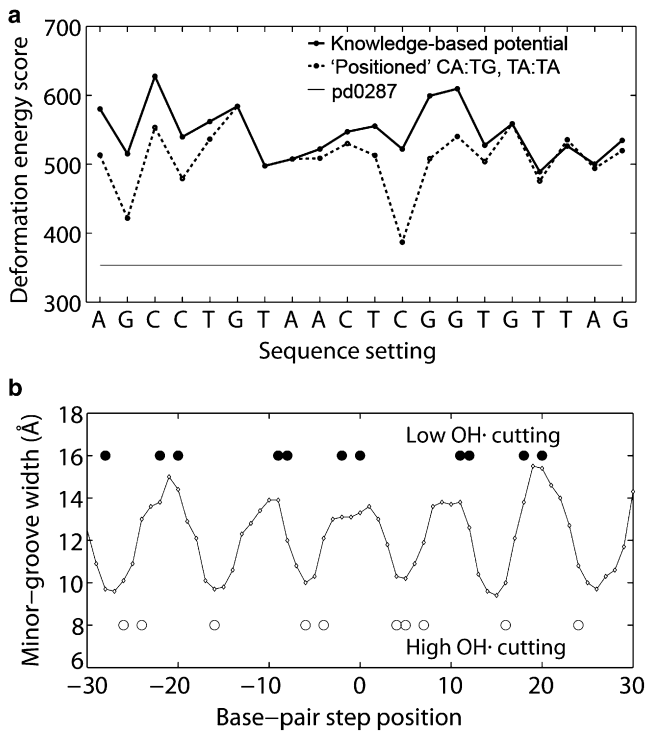 a
Deformation energy score
700
600
500
400
300
Knowledge-based potential
'Positioned' CA:TG, TA:TA
pd0287
A G C C T G T A A C T C G G T G T T A G
Sequence setting
b
Minor-groove width (Å)
18
16
14
12
10
8
6
Low OH· cutting
High OH· cutting
−30 −20 −10 0 10 20 30
Base-pair step position